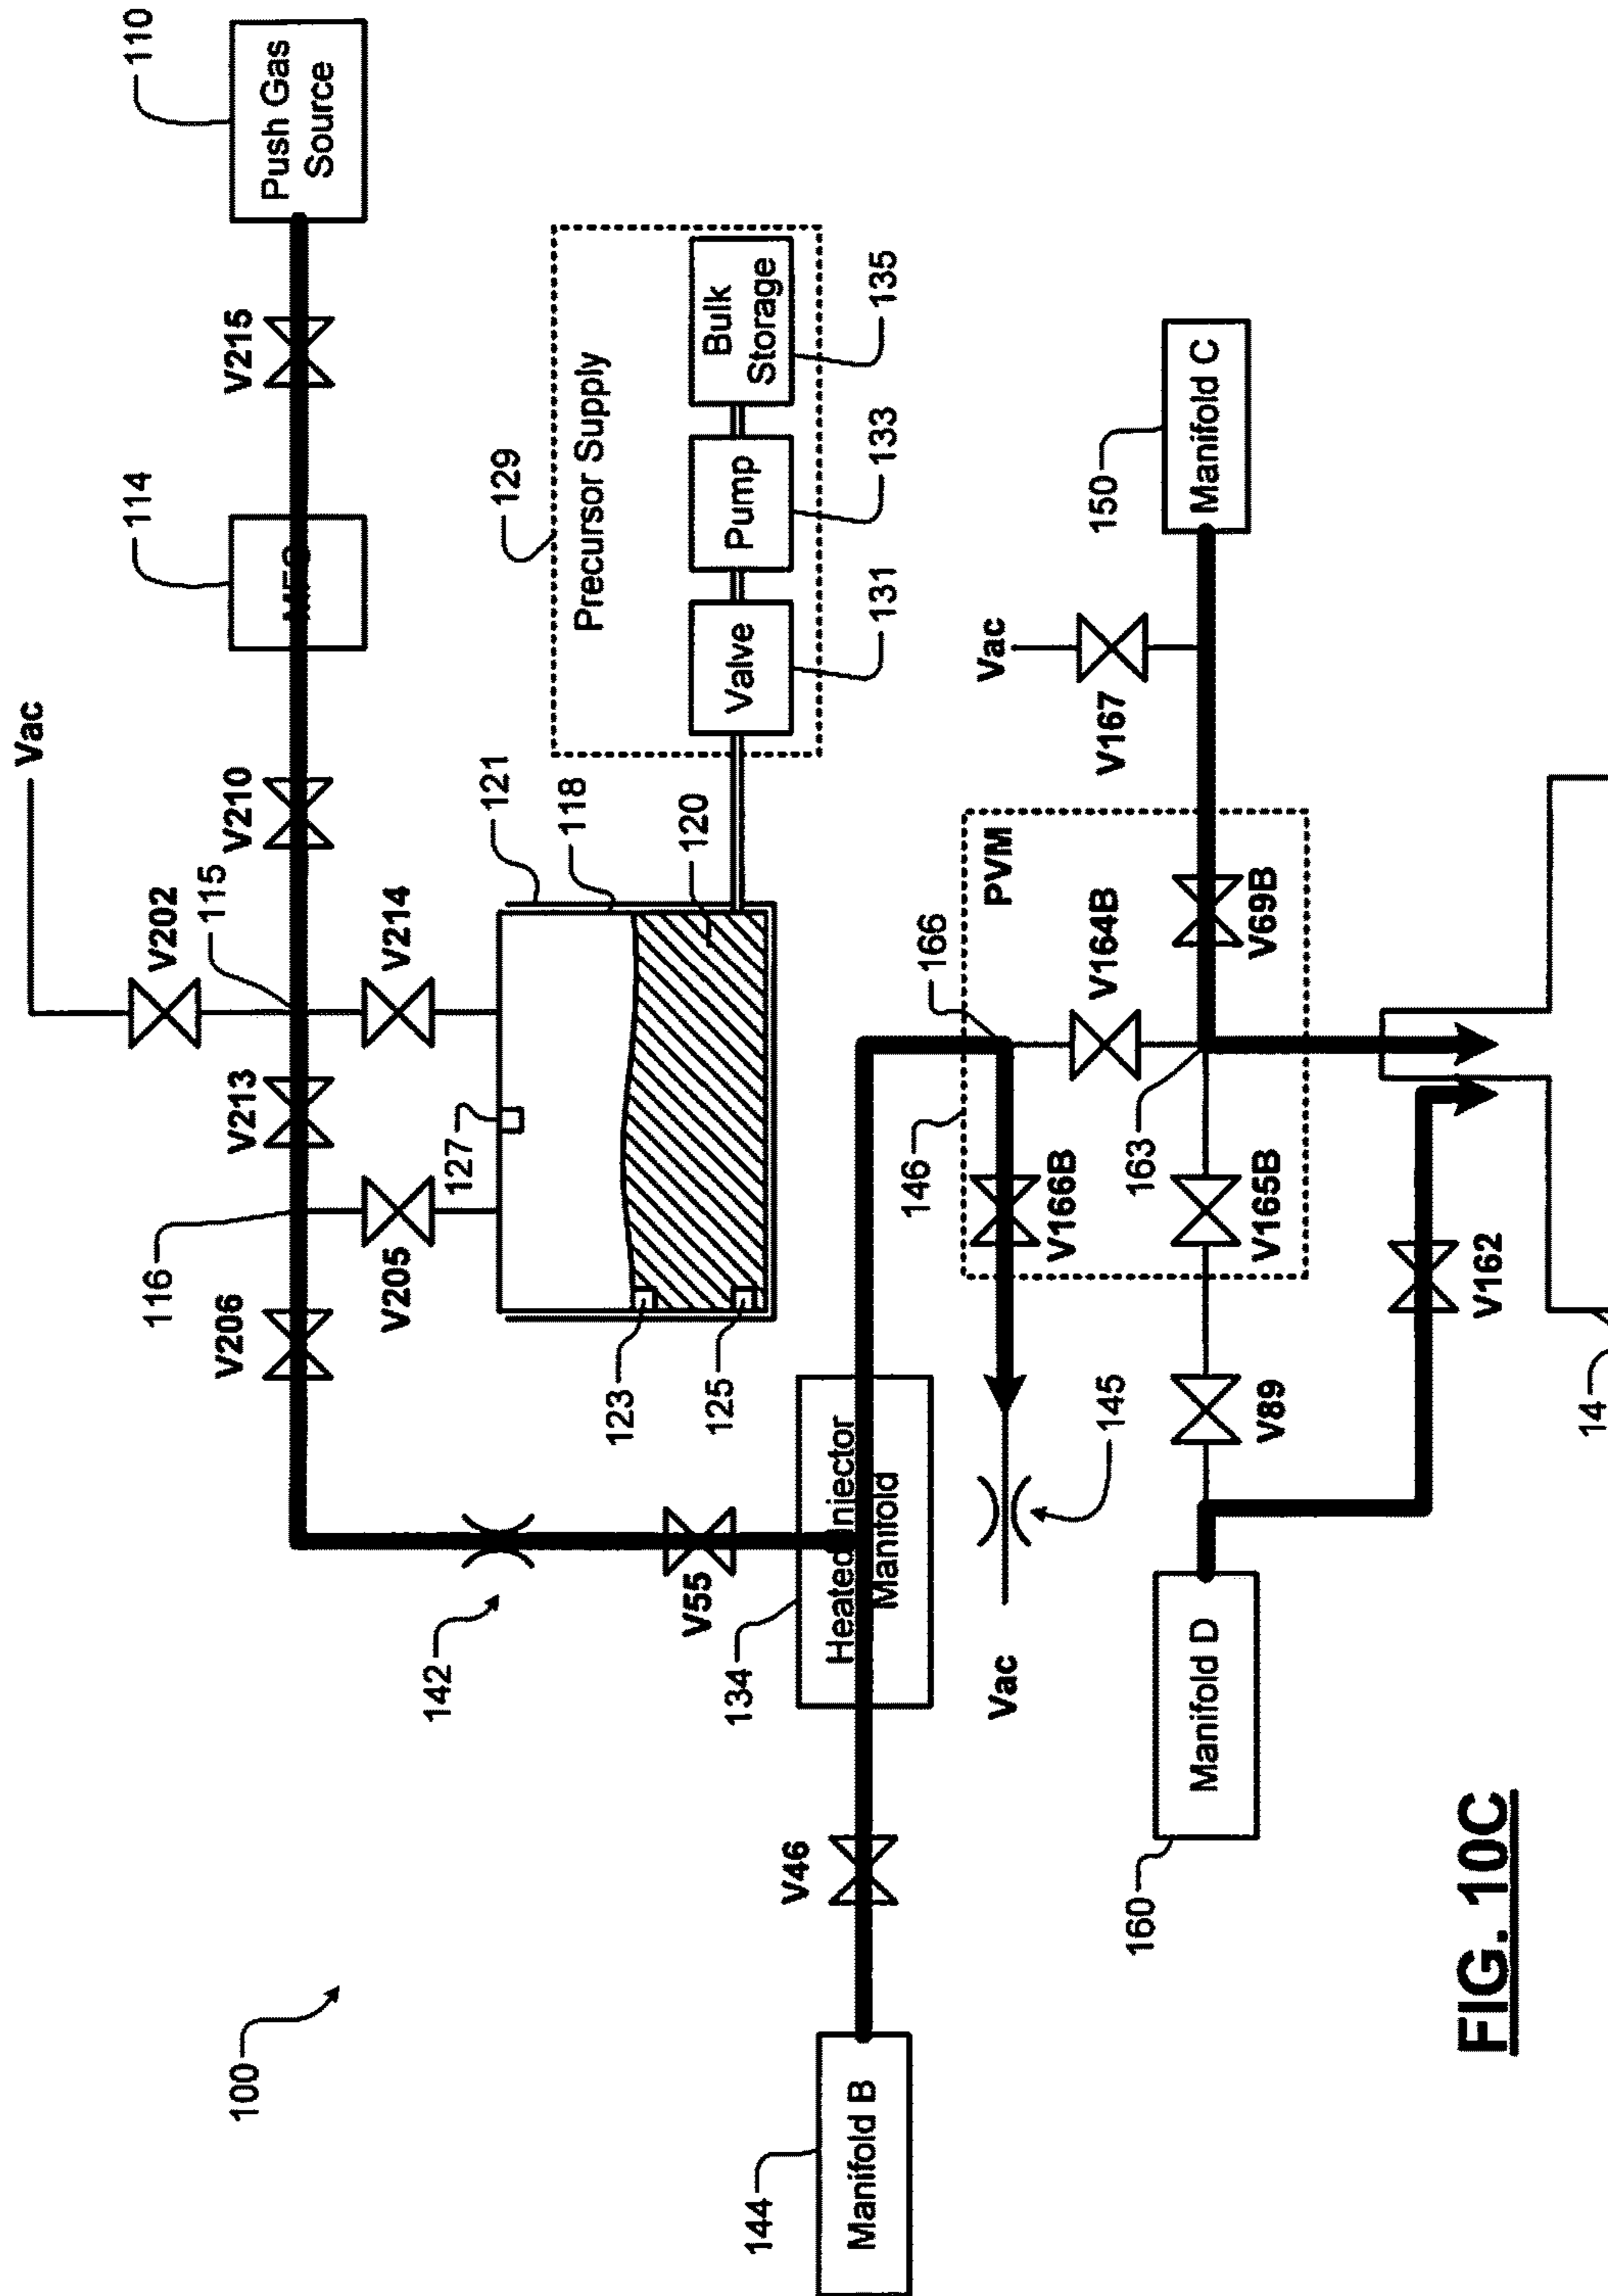 100
144
Manifold B
V46
142
V55
134
Heated Injector
Manifold
V206
116
V205
V213
115
V202
Vac
V214
V210
114
MFC
V215
110
Push Gas
Source
127
123
125
121
118
120
129
Precursor Supply
Valve
Pump
Bulk
Storage
131
133
135
Vac
145
146
V166B
166
PVM
V164B
163
V165B
V69B
V167
Vac
150
Manifold C
V89
160
Manifold D
V162
14
FIG. 10C